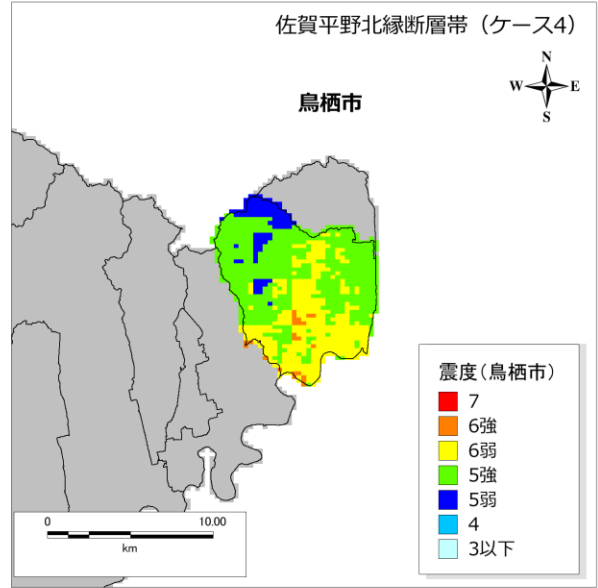 佐賀平野北縁断層帯（ケース4）
N
W E
S
鳥栖市
震度（鳥栖市）
7
6強
6弱
5強
5弱
4
3以下
0 10.00
km